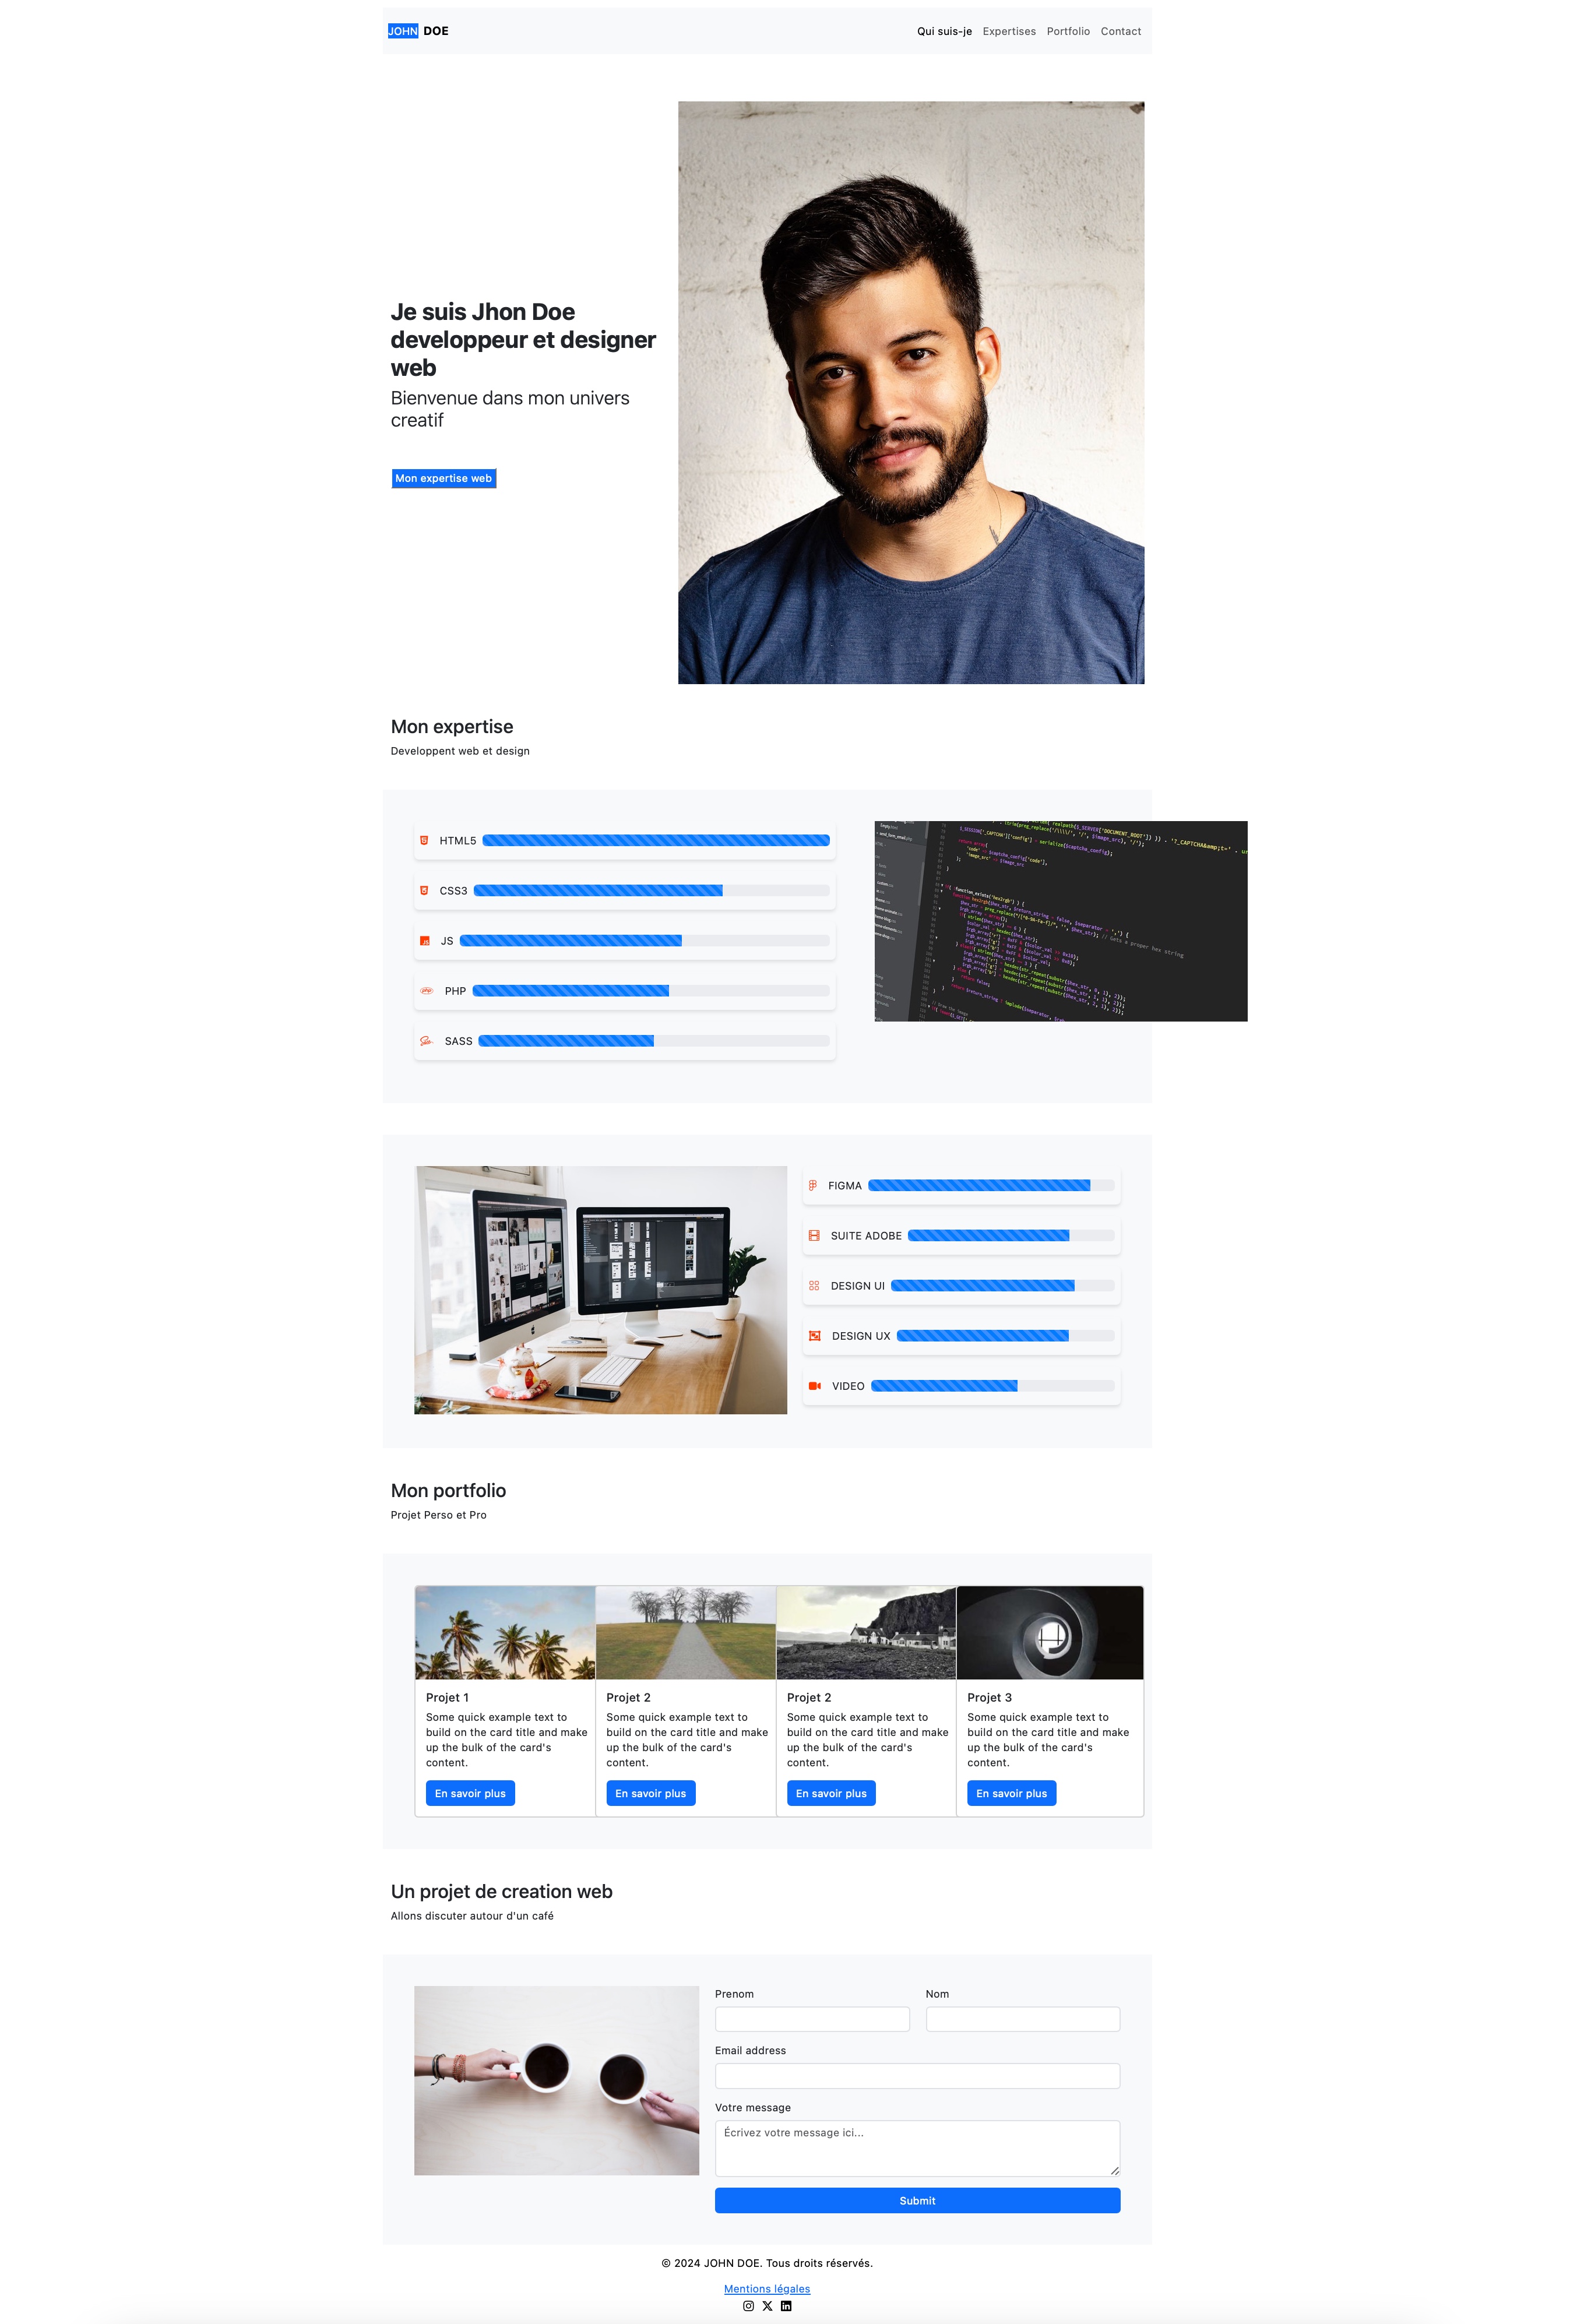 JOHN DOE
Qui suis-je Expertises Portfolio Contact
Je suis Jhon Doe
developpeur et designer
web
Bienvenue dans mon univers
creatif
Mon expertise web
Mon expertise
Developpent web et design
HTML5
CSS3
JS
PHP
SASS
FIGMA
SUITE ADOBE
DESIGN UI
DESIGN UX
VIDEO
Mon portfolio
Projet Perso et Pro
Projet 1
Some quick example text to
build on the card title and make
up the bulk of the card's
content.
En savoir plus
Projet 2
Some quick example text to
build on the card title and make
up the bulk of the card's
content.
En savoir plus
Projet 2
Some quick example text to
build on the card title and make
up the bulk of the card's
content.
En savoir plus
Projet 3
Some quick example text to
build on the card title and make
up the bulk of the card's
content.
En savoir plus
Un projet de creation web
Allons discuter autour d'un café
Prenom
Nom
Email address
Votre message
Écrivez votre message ici...
Submit
© 2024 JOHN DOE. Tous droits réservés.
Mentions légales